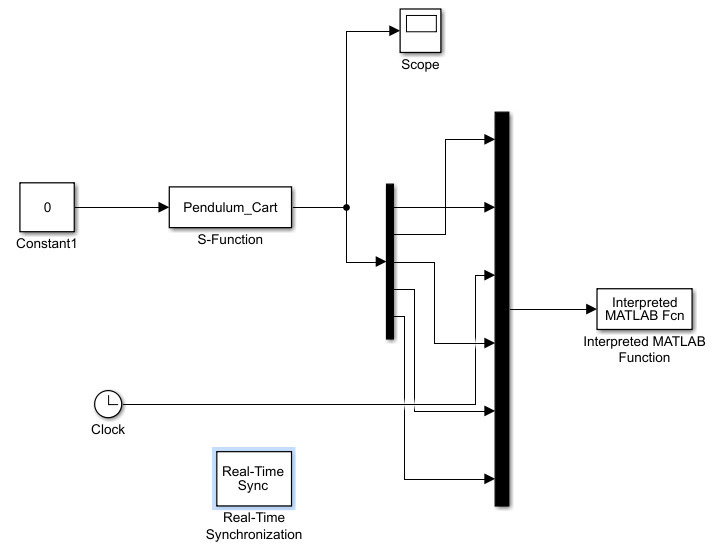 Scope
0
Constant1
Pendulum_Cart
S-Function
Interpreted
MATLAB Fcn
Interpreted MATLAB
Function
Clock
Real-Time
Sync
Real-Time
Synchronization